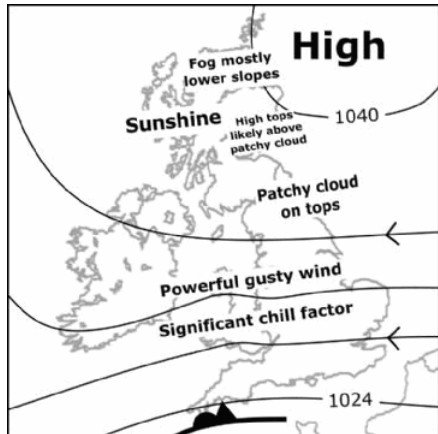 High
Fog mostly
lower slopes
1040
Sunshine
High tops
likely above
patchy cloud
Patchy cloud
on tops
Powerful gusty wind
Significant chill factor
1024